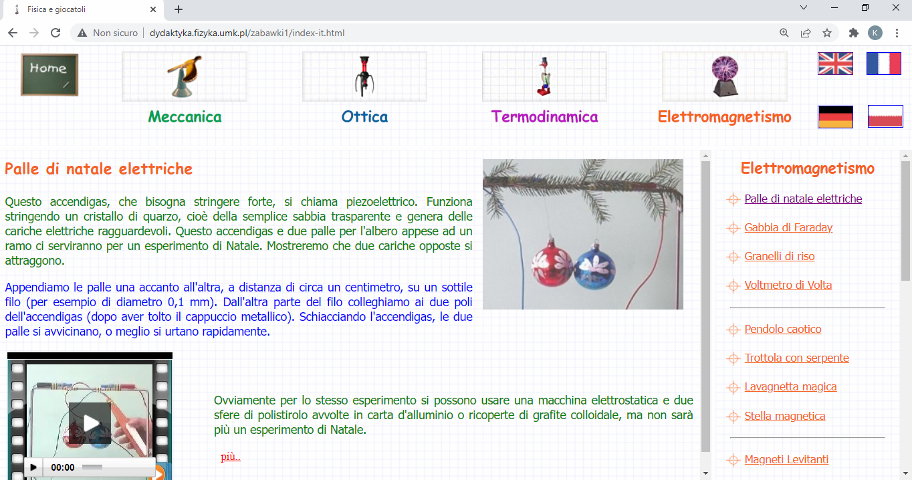 Fisica e giocatoli
Non sicuro
dydaktyka.fizyka.umk.pl/zabawki1/index-it.html
K
Home
Meccanica
Ottica
Termodinamica
Elettromagnetismo
Palle di natale elettriche
Questo accendigas, che bisogna stringere forte, si chiama piezoelettrico. Funziona
stringendo un cristallo di quarzo, cioè della semplice sabbia trasparente e genera delle
cariche elettriche ragguardevoli. Questo accendigas e due palle per l'albero appese ad un
ramo ci serviranno per un esperimento di Natale. Mostreremo che due cariche opposte si
attraggono.
Appendiamo le palle una accanto all'altra, a distanza di circa un centimetro, su un sottile
filo (per esempio di diametro 0,1 mm). Dall'altra parte del filo colleghiamo ai due poli
dell'accendigas (dopo aver tolto il cappuccio metallico). Schiacciando l'accendigas, le due
palle si avvicinano, o meglio si urtano rapidamente.
00:00
Ovviamente per lo stesso esperimento si possono usare una macchina elettrostatica e due
sfere di polistirolo avvolte in carta d'alluminio o ricoperte di grafite colloidale, ma non sarà
più un esperimento di Natale.
più..
Elettromagnetismo
Palle di natale elettriche
Gabbia di Faraday
Granelli di riso
Voltmetro di Volta
Pendolo caotico
Trottola con serpente
Lavagnetta magica
Stella magnetica
Magneti Levitanti